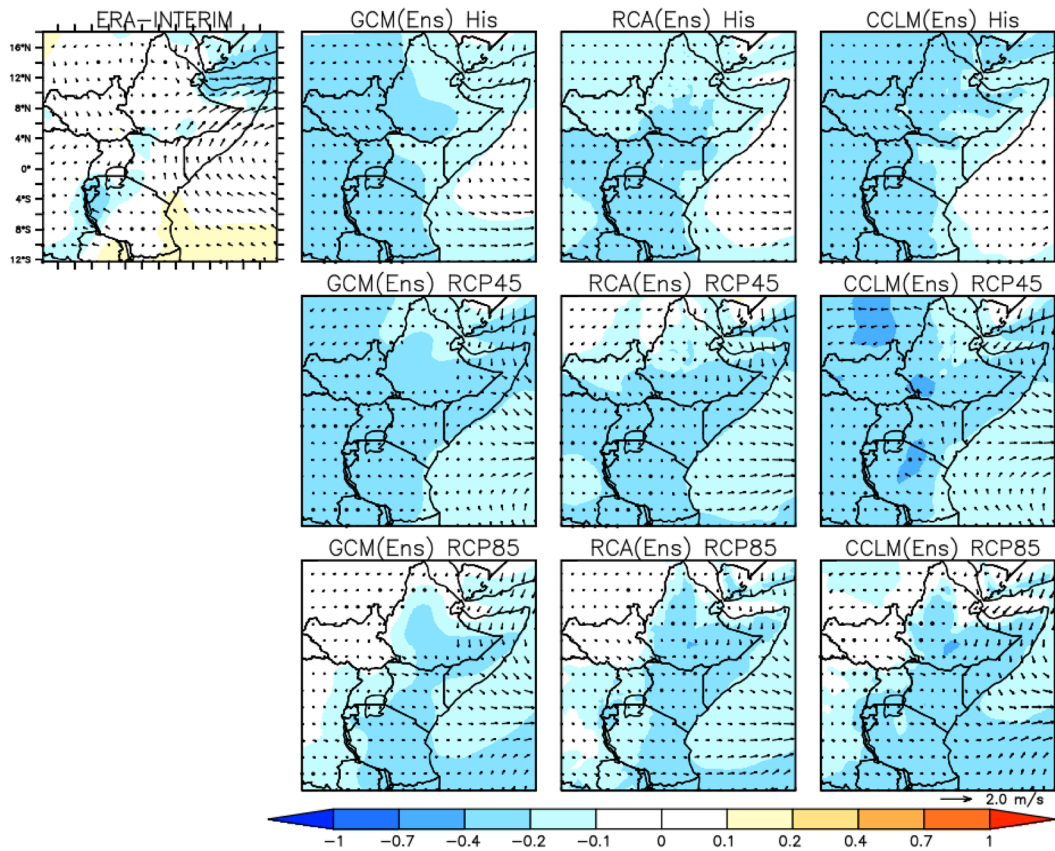 ERA-INTERIM GCM(Ens) His RCA(Ens) His CCLM(Ens) His
16°N
12°N
8°N
4°N
0°
4°S
8°S
12°S
GCM(Ens) RCP45 RCA(Ens) RCP45 CCLM(Ens) RCP45
GCM(Ens) RCP85 RCA(Ens) RCP85 CCLM(Ens) RCP85
2.0 m/s
-1 -0.7 -0.4 -0.2 -0.1 0 0.1 0.2 0.4 0.7 1